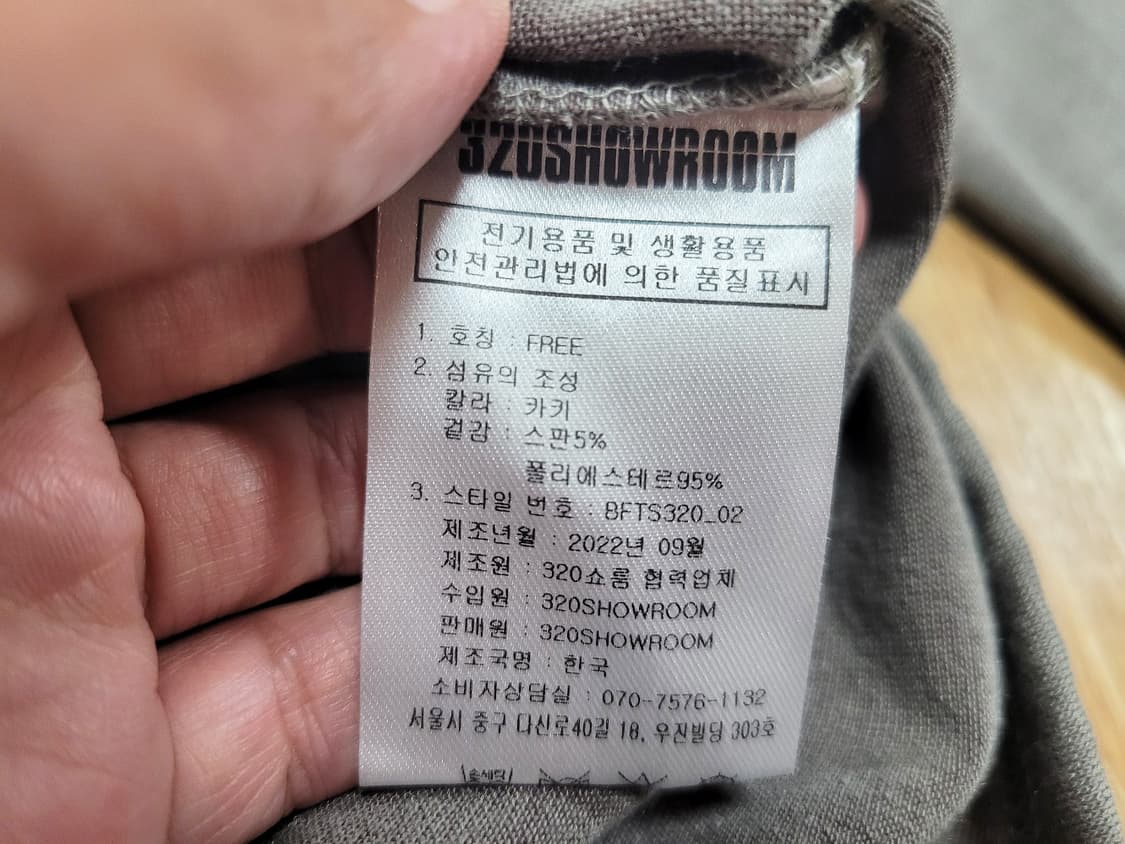 320SHOWROOM
전기용품 및 생활용품
안전관리법에 의한 품질표시
1. 호칭 : FREE
2. 섬유의 조성
칼라 : 카키
겉감 : 스판5%
폴리에스테르95%
3. 스타일 번호 : BFTS320_02
제조년월 : 2022년 09월
제조원 : 320쇼룸 협력업체
수입원 : 320SHOWROOM
판매원 : 320SHOWROOM
제조국명 : 한국
소비자상담실 : 070-7576-1132
서울시 중구 다산로40길 18, 우진빌딩 303호
손세탁